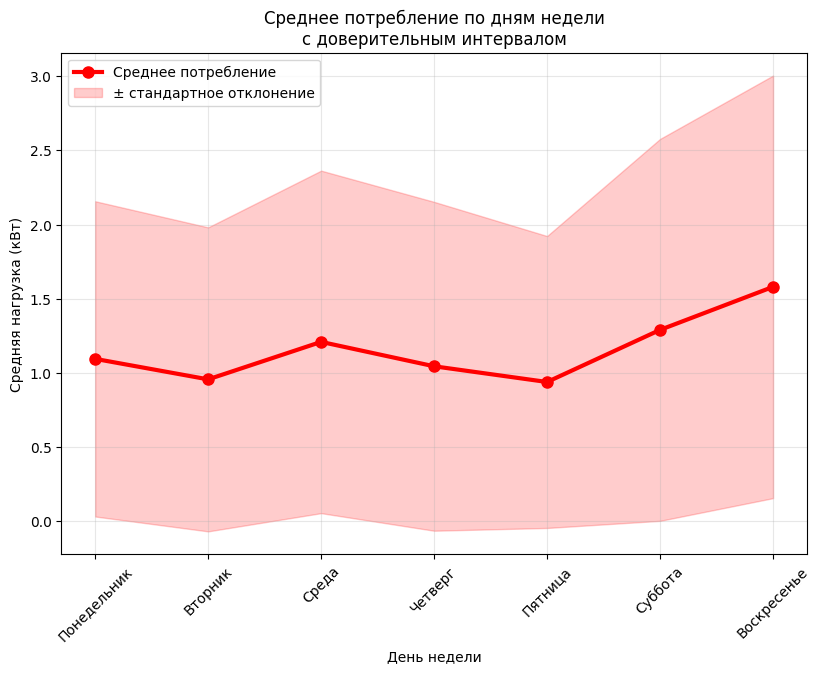 Среднее потребление по дням недели
с доверительным интервалом
Среднее потребление
± стандартное отклонение
Средняя нагрузка (кВт)
3.0
2.5
2.0
1.5
1.0
0.5
0.0
Понедельник
Вторник
Среда
Четверг
Пятница
Суббота
Воскресенье
День недели